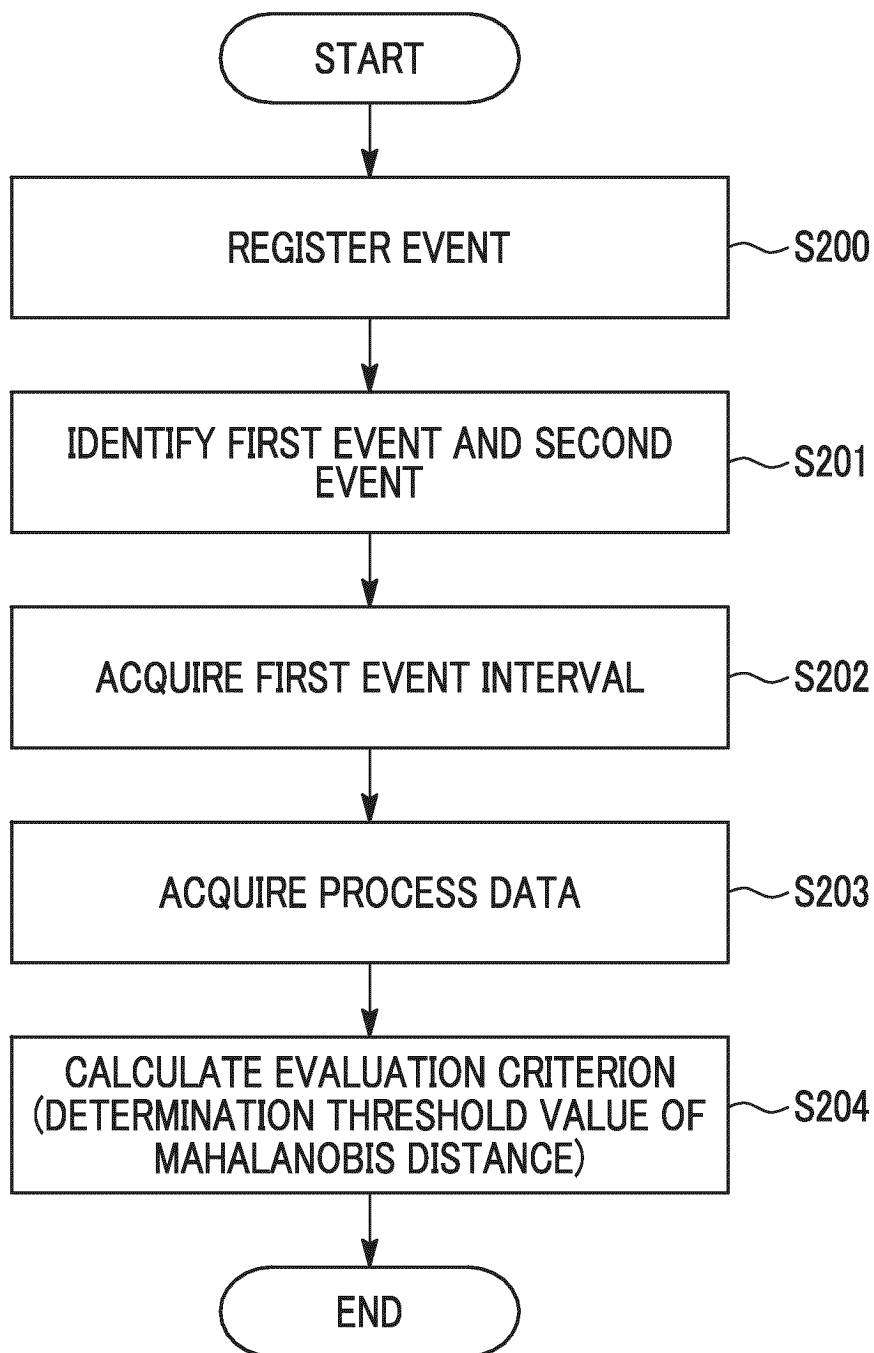 START
REGISTER EVENT
S200
IDENTIFY FIRST EVENT AND SECOND
EVENT
S201
ACQUIRE FIRST EVENT INTERVAL
S202
ACQUIRE PROCESS DATA
S203
CALCULATE EVALUATION CRITERION
(DETERMINATION THRESHOLD VALUE OF
MAHALANOBIS DISTANCE)
S204
END